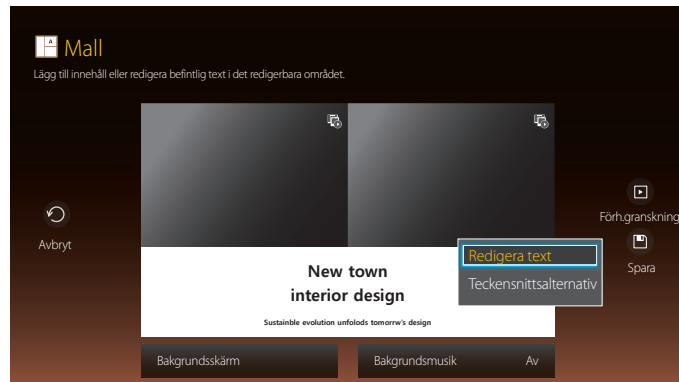 Mall
Lägg till innehåll eller redigera befintlig text i det redigerbara området.
Avbryt
Förh.granskning
Spara
Redigera text
Teckensnittsalternativ
New town
interior design
Sustainble evolution unfolods tomorrw's design
Bakgrundsskärm
Bakgrundsmusik Av